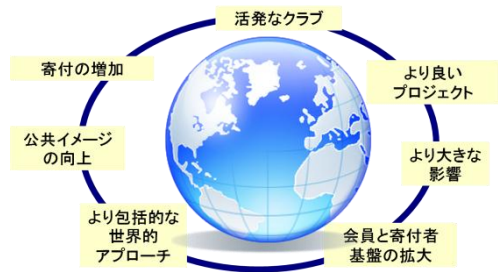 活発なクラブ
より良い
プロジェクト
より大きな
影響
会員と寄付者
基盤の拡大
より包括的な
世界的
アプローチ
公共イメージ
の向上
寄付の増加